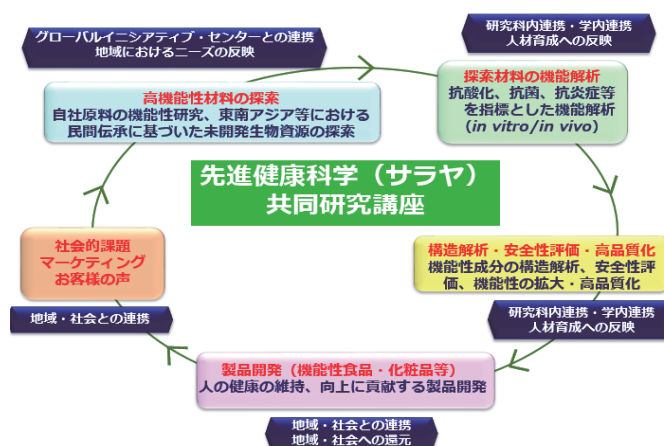 グローバルイニシアティブ・センターとの連携
地域におけるニーズの反映
研究科内連携・学内連携
人材育成への反映
高機能性材料の探索
自社原料の機能性研究、東南アジア等における
民間伝承に基づいた未開発生物資源の探索
探索材料の機能解析
抗酸化、抗菌、抗炎症等
を指標とした機能解析
(in vitro/in vivo)
先進健康科学（サラヤ）
共同研究講座
社会的課題
マーケティング
お客様の声
構造解析・安全性評価・高品質化
機能性成分の構造解析、安全性評
価、機能性の拡大・高品質化
地域・社会との連携
研究科内連携・学内連携
人材育成への反映
製品開発（機能性食品・化粧品等）
人の健康の維持、向上に貢献する製品開発
地域・社会との連携
地域・社会への還元